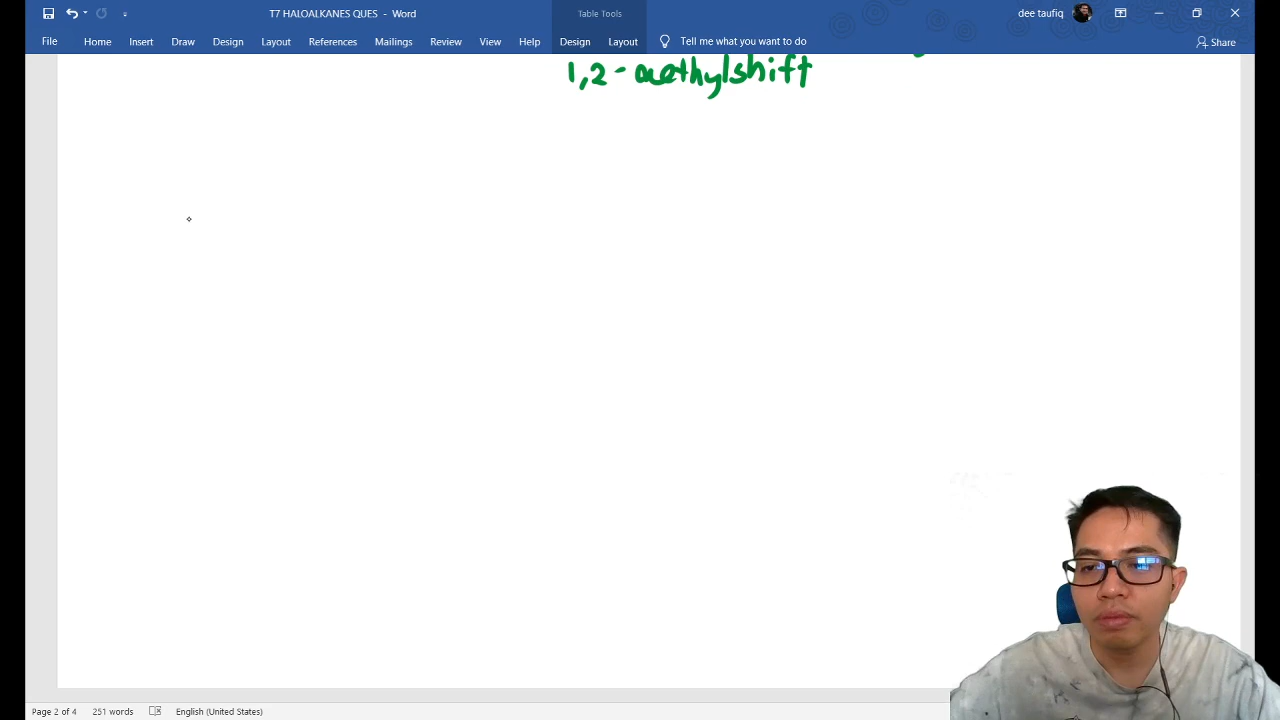 T7 HALOALKANES QUES - Word
Table Tools
dee taufiq
File Home Insert Draw Design Layout References Mailings Review View Help Design Layout Tell me what you want to do Share
1,2-methylshift
Page 2 of 4 251 words English (United States)